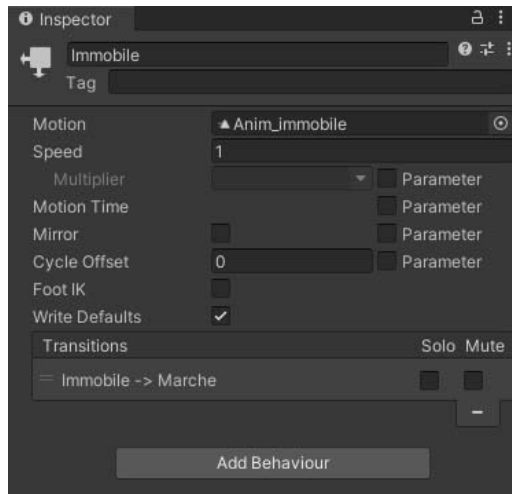 Inspector
Immobile
Tag
Motion Anim_immobile
Speed 1
Multiplier Parameter
Motion Time Parameter
Mirror Parameter
Cycle Offset 0 Parameter
Foot IK
Write Defaults
Transitions Solo Mute
Immobile -> Marche
Add Behaviour